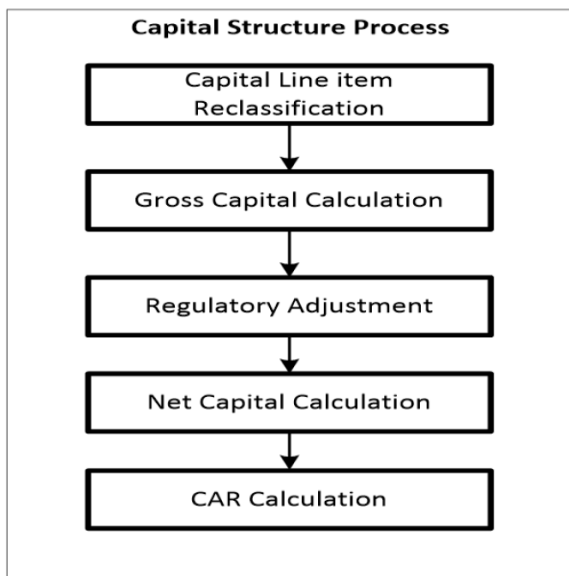 Capital Structure Process
Capital Line item
Reclassification
Gross Capital Calculation
Regulatory Adjustment
Net Capital Calculation
CAR Calculation